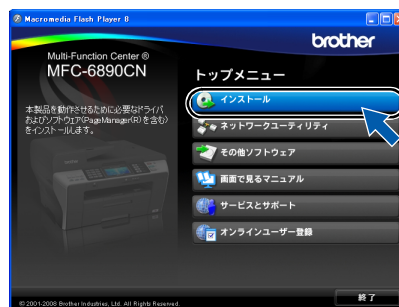 Macromedia Flash Player 8
brother
Multi-Function Center ®
MFC-6890CN
本製品を動作させるために必要なドライバ
およびソフトウェア(PageManager(R)を含む)
をインストールします。
トップメニュー
インストール
ネットワークユーティリティ
その他ソフトウェア
画面で見るマニュアル
サービスとサポート
オンラインユーザー登録
© 2001-2008 Brother Industries, Ltd. All Rights Reserved.
終了